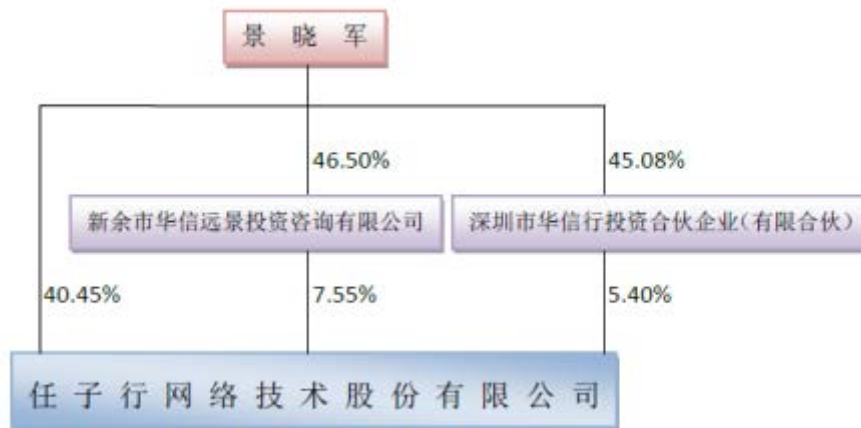 景晓军
46.50%
45.08%
新余市华信远景投资咨询有限公司
深圳市华信行投资合伙企业(有限合伙)
40.45%
7.55%
5.40%
任子行网络技术股份有限公司